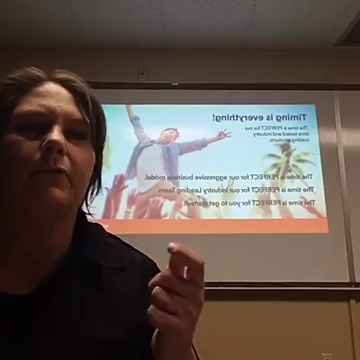 Timing is everything!
The time is PERFECT for our
time tested and industry
leading products.
The time is PERFECT for our aggressive business model.
The time is PERFECT for our Industry Leading Team.
The time is PERFECT for you to get started!